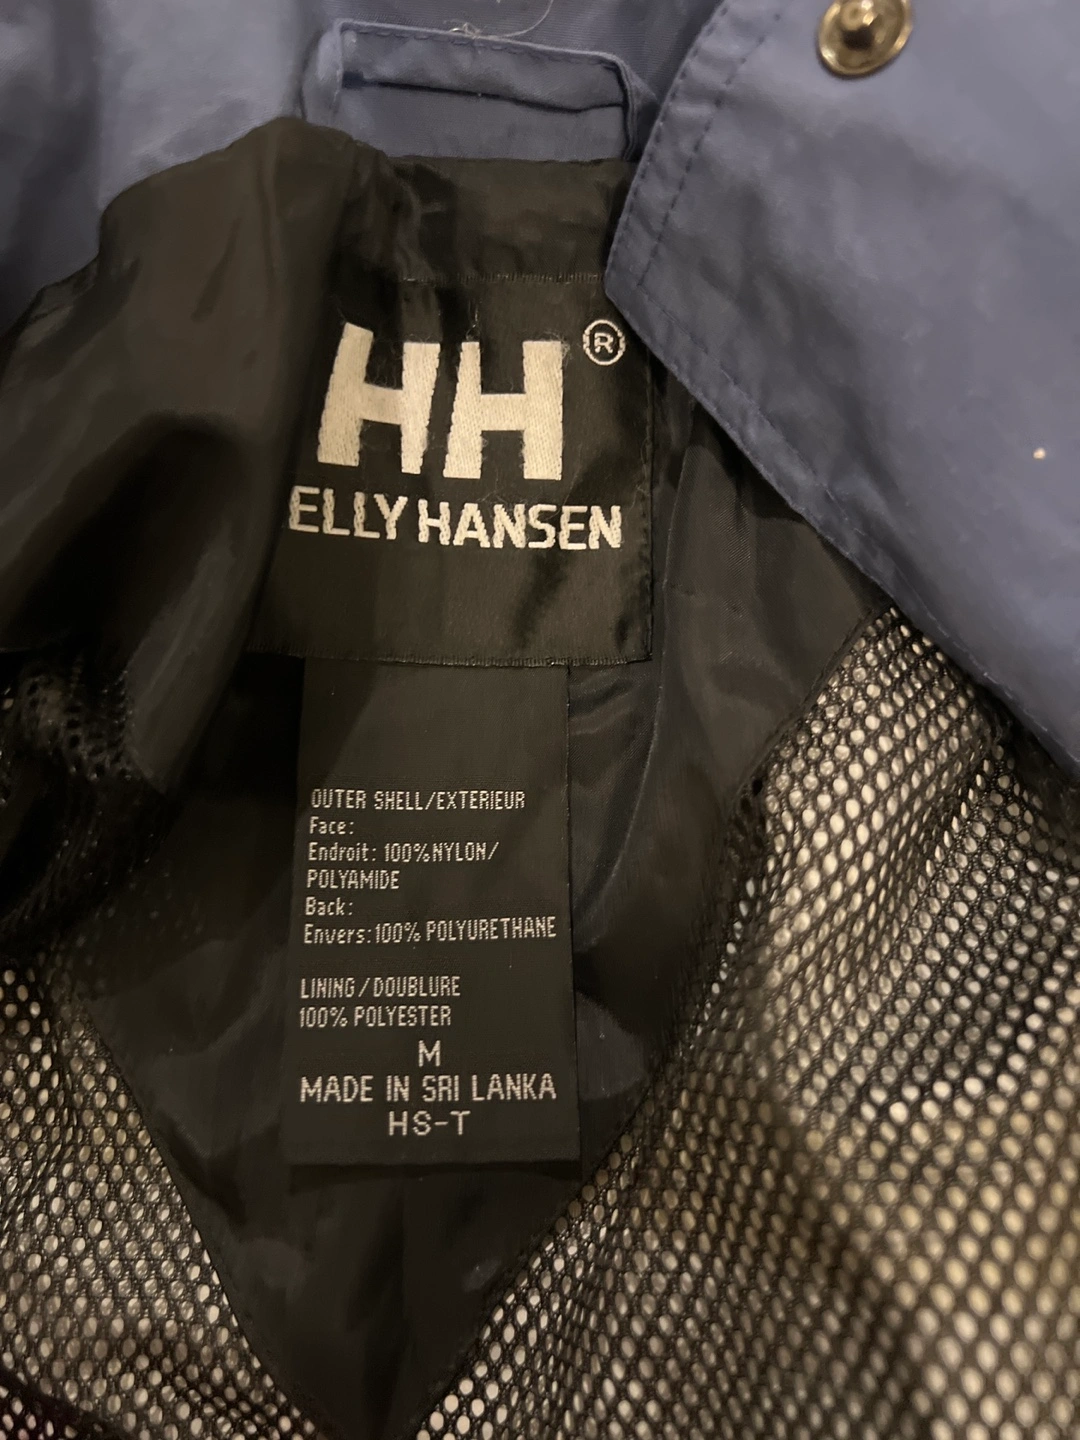 HH®
ELLY HANSEN
OUTER SHELL/EXTERIEUR
Face:
Endroit: 100%NYLON/
POLYAMIDE
Back:
Envers:100% POLYURETHANE
LINING/DOUBLURE
100% POLYESTER
M
MADE IN SRI LANKA
HS-T